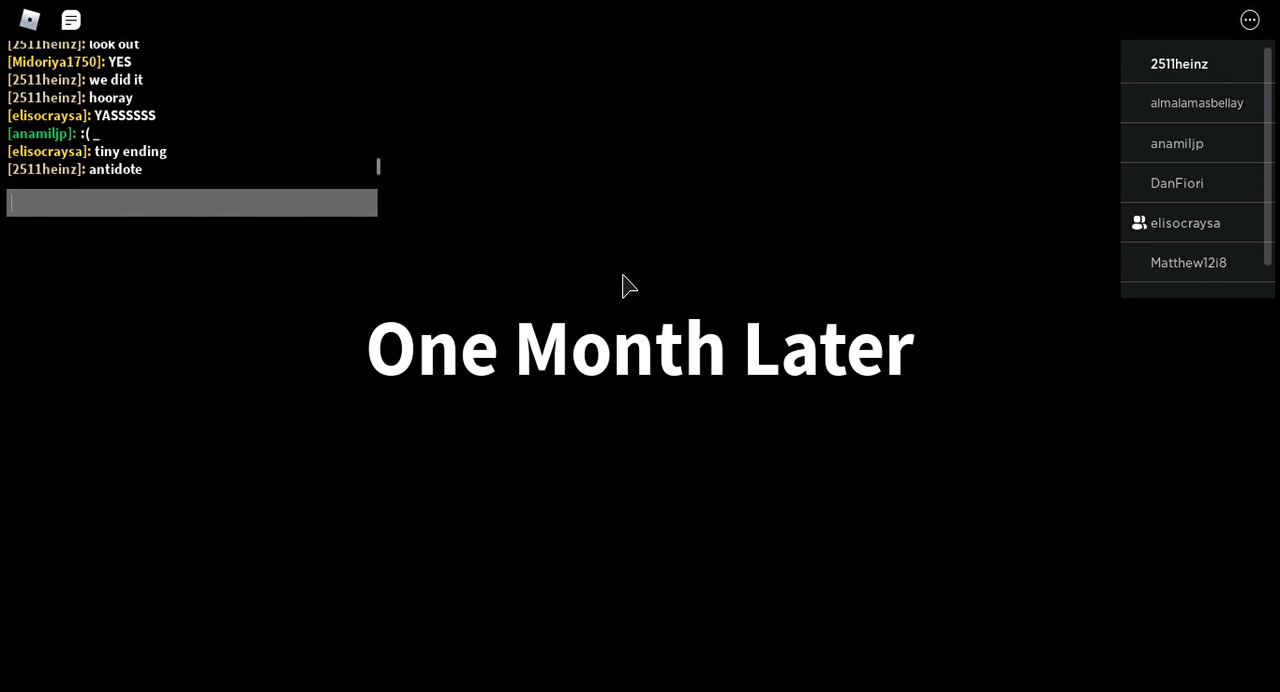 [2511heinz]: look out
[Midoriya1750]: YES
[2511heinz]: we did it
[2511heinz]: hooray
[elisocraysa]: YASSSSSS
[anamiljp]: :( _
[elisocraysa]: tiny ending
[2511heinz]: antidote
2511heinz
almalamasbellay
anamiljp
DanFiori
elisocraysa
Matthew12i8
One Month Later